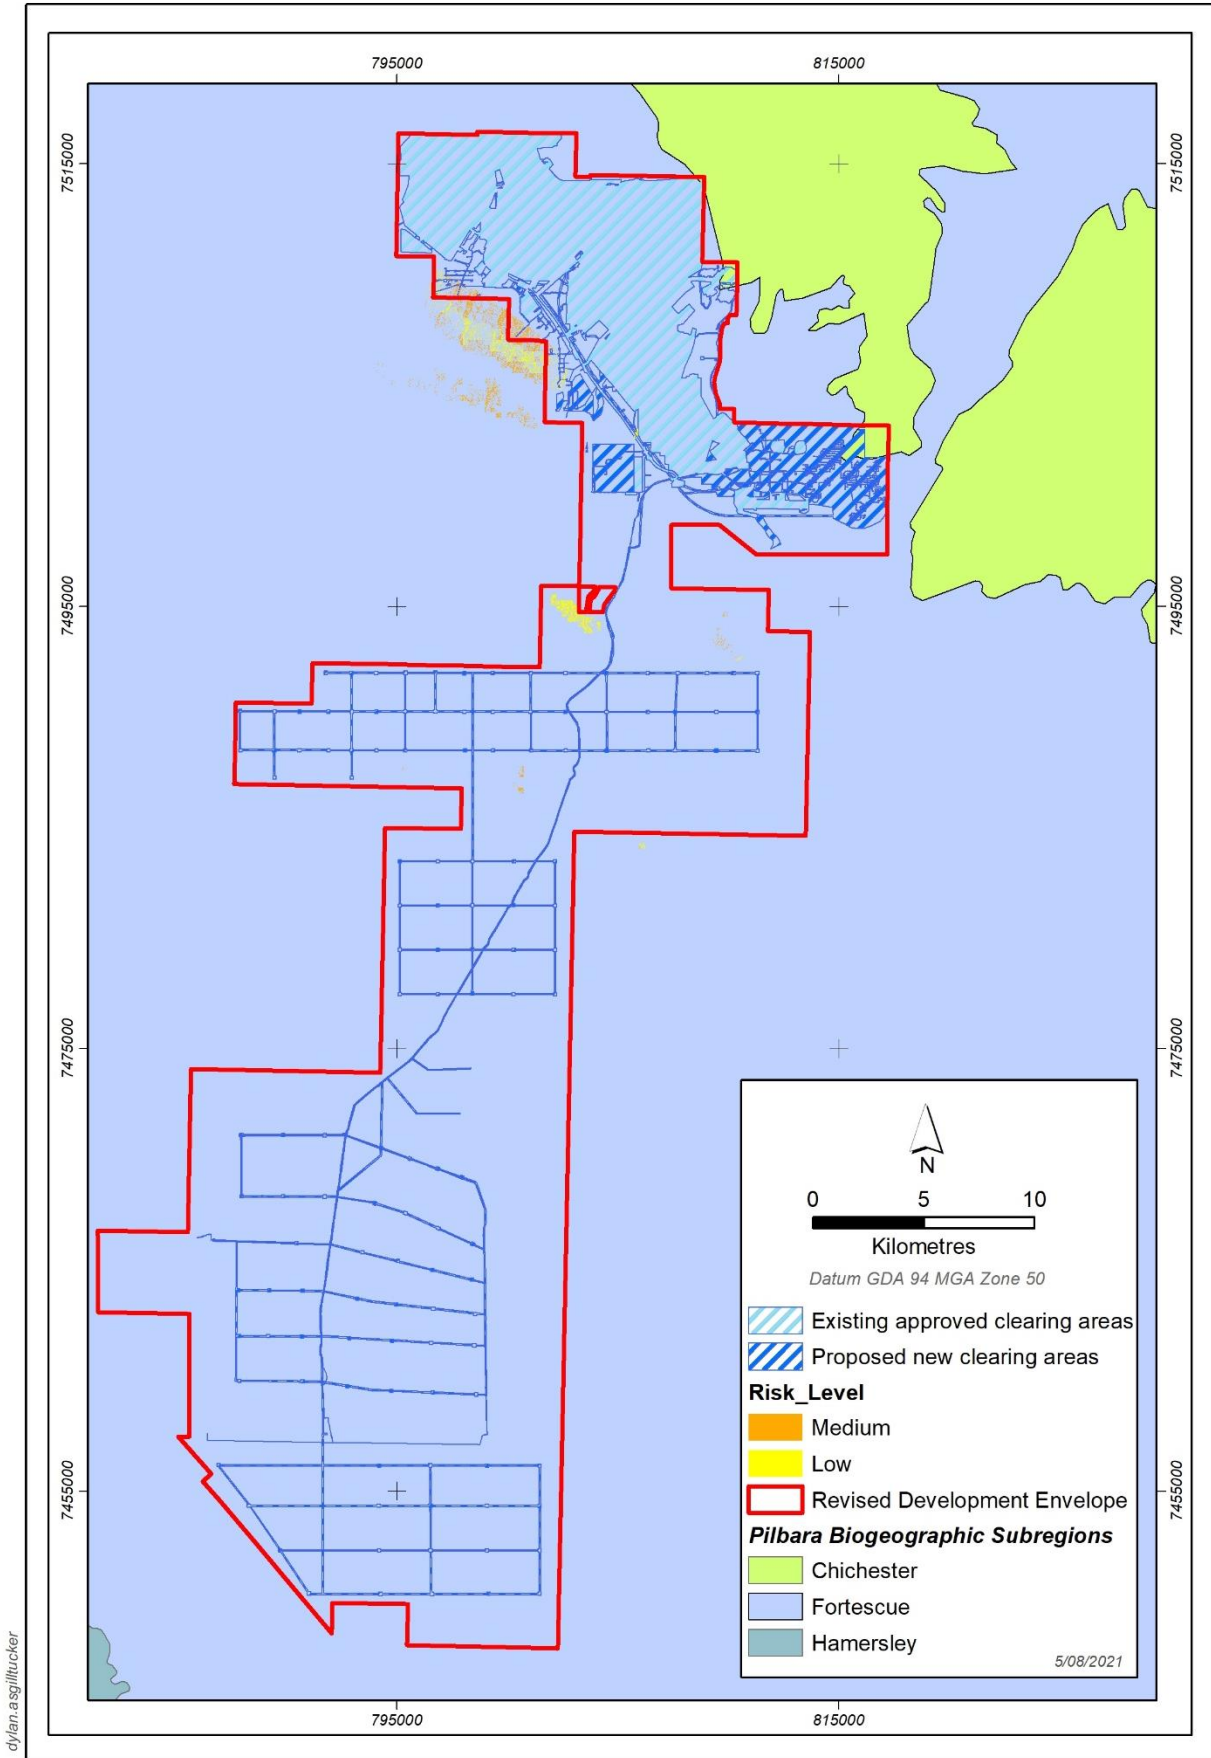 795000
815000
7515000
7515000
7495000
7495000
7475000
7475000
7455000
7455000
N
0
5
10
Kilometres
Datum GDA 94 MGA Zone 50
Existing approved clearing areas
Proposed new clearing areas
Risk_Level
Medium
Low
Revised Development Envelope
Pilbara Biogeographic Subregions
Chichester
Fortescue
Hamersley
5/08/2021
795000
815000
dylan.asgilltucker